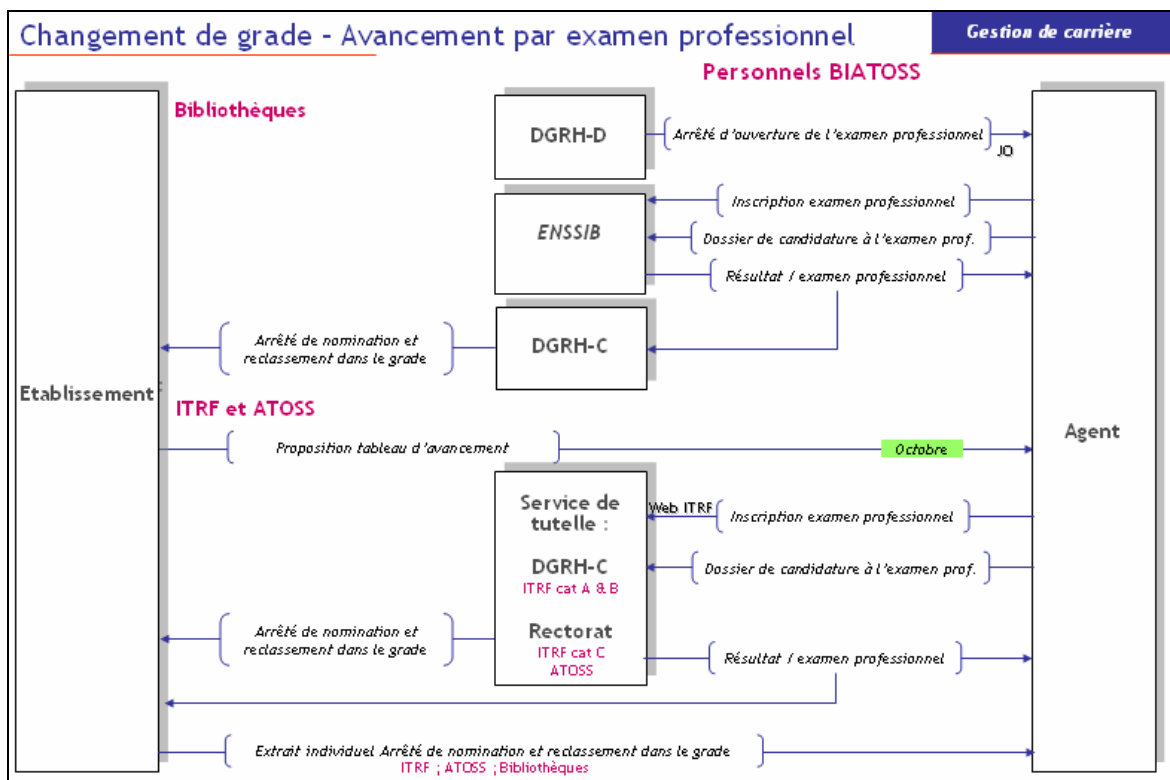 Changement de grade - Avancement par examen professionnel
Gestion de carrière
Personnels BIATOSS
Bibliothèques
DGRH-D
Arrêté d'ouverture de l'examen professionnel
JO
Inscription examen professionnel
ENSSIB
Dossier de candidature à l'examen prof.
Résultat / examen professionnel
Arrêté de nomination et
reclassement dans le grade
DGRH-C
Etablissement :
ITRF et ATOSS
Agent
Proposition tableau d'avancement
Octobre
Service de
tutelle :
Web ITRF
Inscription examen professionnel
DGRH-C
ITRF cat A & B
Dossier de candidature à l'examen prof.
Arrêté de nomination et
reclassement dans le grade
Rectorat
ITRF cat C
ATOSS
Résultat / examen professionnel
Extrait individuel Arrêté de nomination et reclassement dans le grade
ITRF ; ATOSS ; Bibliothèques